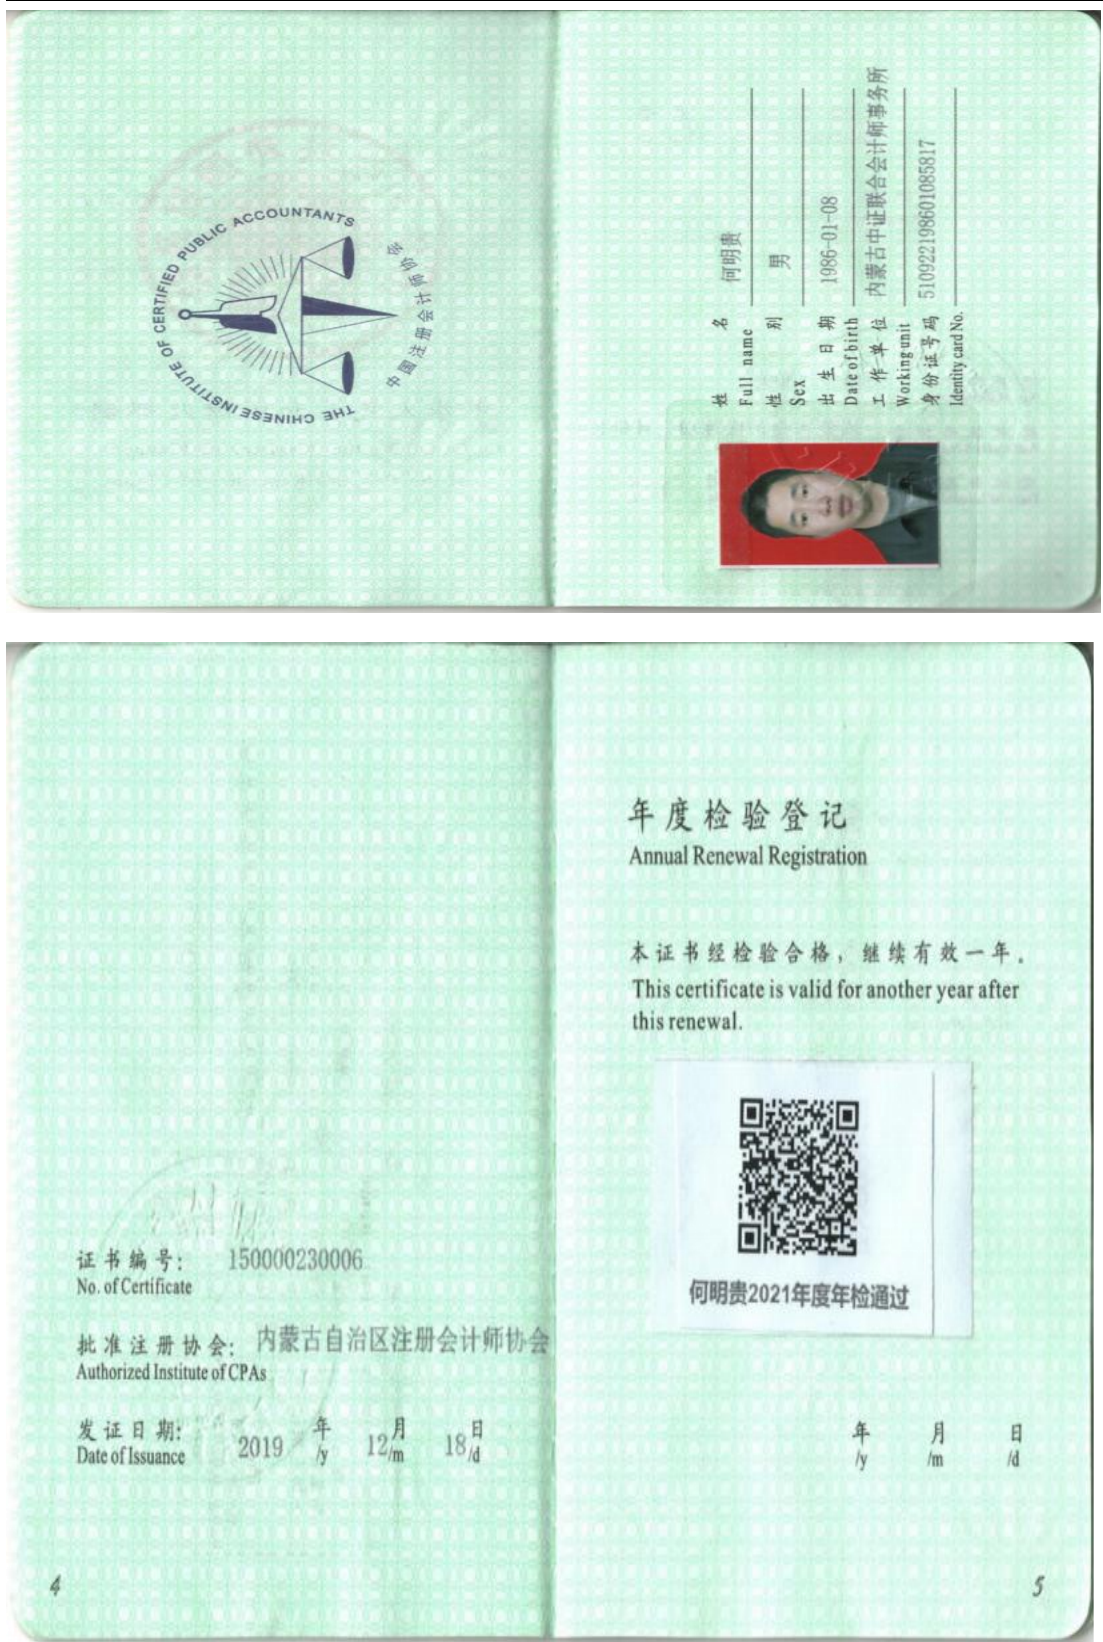 THE CHINESE INSTITUTE OF CERTIFIED PUBLIC ACCOUNTANTS
中国注册会计师协会
姓名 何明贵
Full name
性别 男
Sex
出生日期 1986-01-08
Date of birth
工作单位 内蒙古中证联合会计师事务所
Working unit
身份证号码 510922198601085817
Identity card No.
证书编号: 150000230006
No. of Certificate
批准注册协会: 内蒙古自治区注册会计师协会
Authorized Institute of CPAs
发证日期: 2019 年 12 月 18 日
Date of Issuance /y /m /d
4
年度检验登记
Annual Renewal Registration
本证书经检验合格，继续有效一年。
This certificate is valid for another year after
this renewal.
何明贵2021年度年检通过
年 月 日
/y /m /d
5